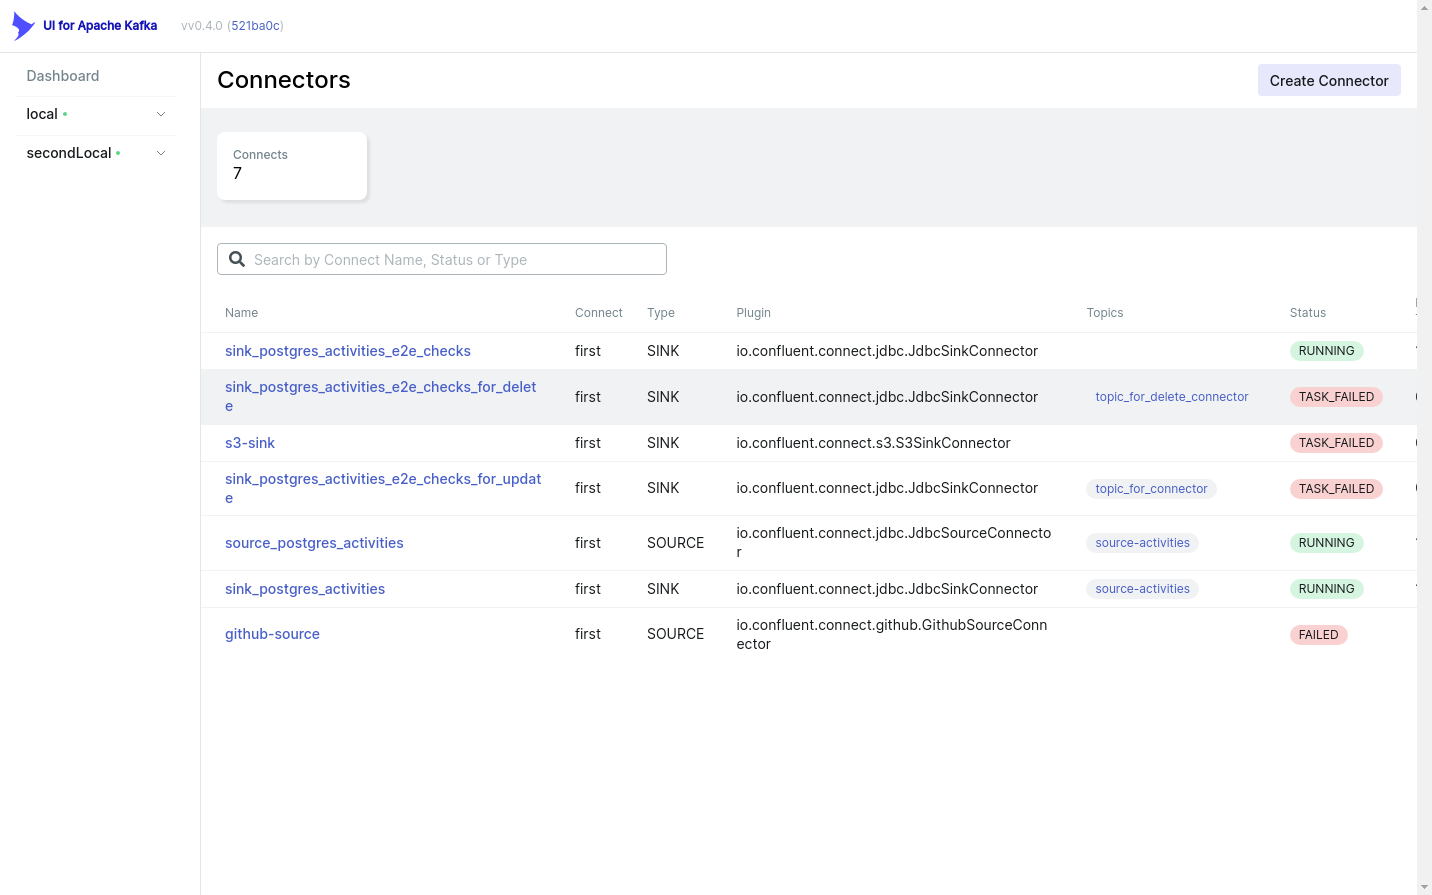 UI for Apache Kafka
vv0.4.0 (521ba0c)
Dashboard
local
secondLocal
Connectors
Create Connector
Connects
7
Search by Connect Name, Status or Type
Name Connect Type Plugin Topics Status
sink_postgres_activities_e2e_checks first SINK io.confluent.connect.jdbc.JdbcSinkConnector RUNNING
sink_postgres_activities_e2e_checks_for_delet
e
first SINK io.confluent.connect.jdbc.JdbcSinkConnector topic_for_delete_connector TASK_FAILED
s3-sink first SINK io.confluent.connect.s3.S3SinkConnector TASK_FAILED
sink_postgres_activities_e2e_checks_for_updat
e
first SINK io.confluent.connect.jdbc.JdbcSinkConnector topic_for_connector TASK_FAILED
source_postgres_activities first SOURCE io.confluent.connect.jdbc.JdbcSourceConnecto
r
source-activities RUNNING
sink_postgres_activities first SINK io.confluent.connect.jdbc.JdbcSinkConnector source-activities RUNNING
github-source first SOURCE io.confluent.connect.github.GithubSourceConn
ector
FAILED